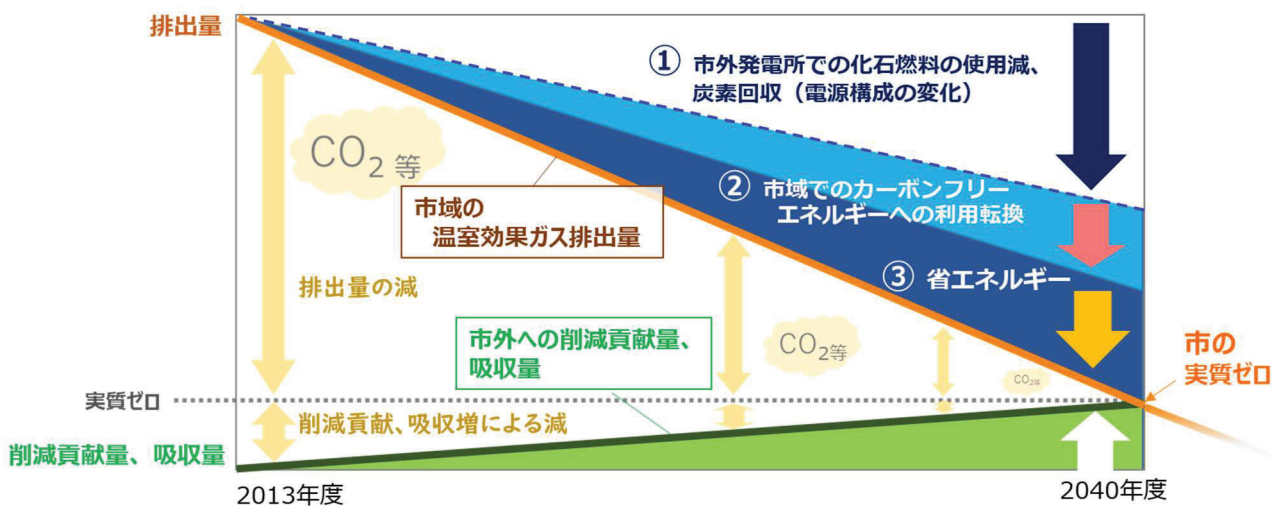 排出量
① 市外発電所での化石燃料の使用減、
炭素回収（電源構成の変化）
CO2 等
② 市域でのカーボンフリー
エネルギーへの利用転換
市域の
温室効果ガス排出量
③ 省エネルギー
排出量の減
市外への削減貢献量、
吸収量
CO2等
市の
実質ゼロ
CO2等
実質ゼロ
削減貢献、吸収増による減
削減貢献量、吸収量
2013年度
2040年度